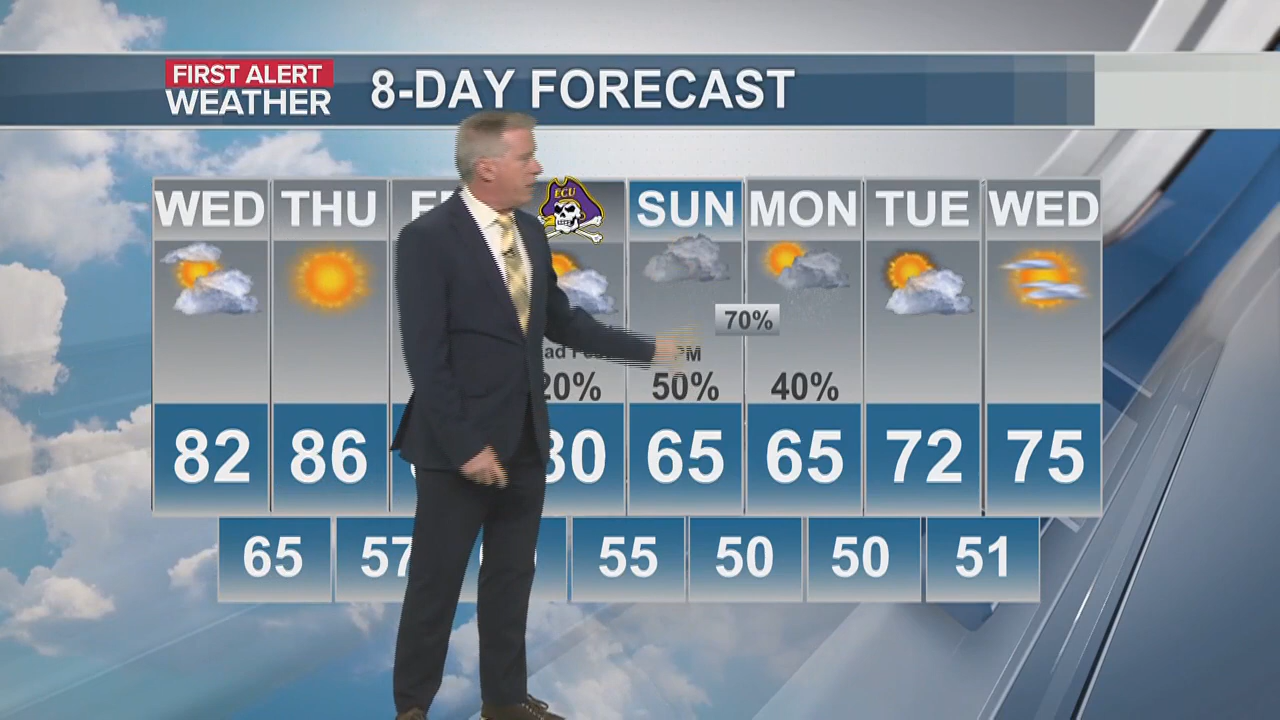 FIRST ALERT
WEATHER
8-DAY FORECAST
WED THU ECU SUN MON TUE WED
70%
PM
20% 50% 40%
82 86 80 65 65 72 75
65 57 55 50 50 51